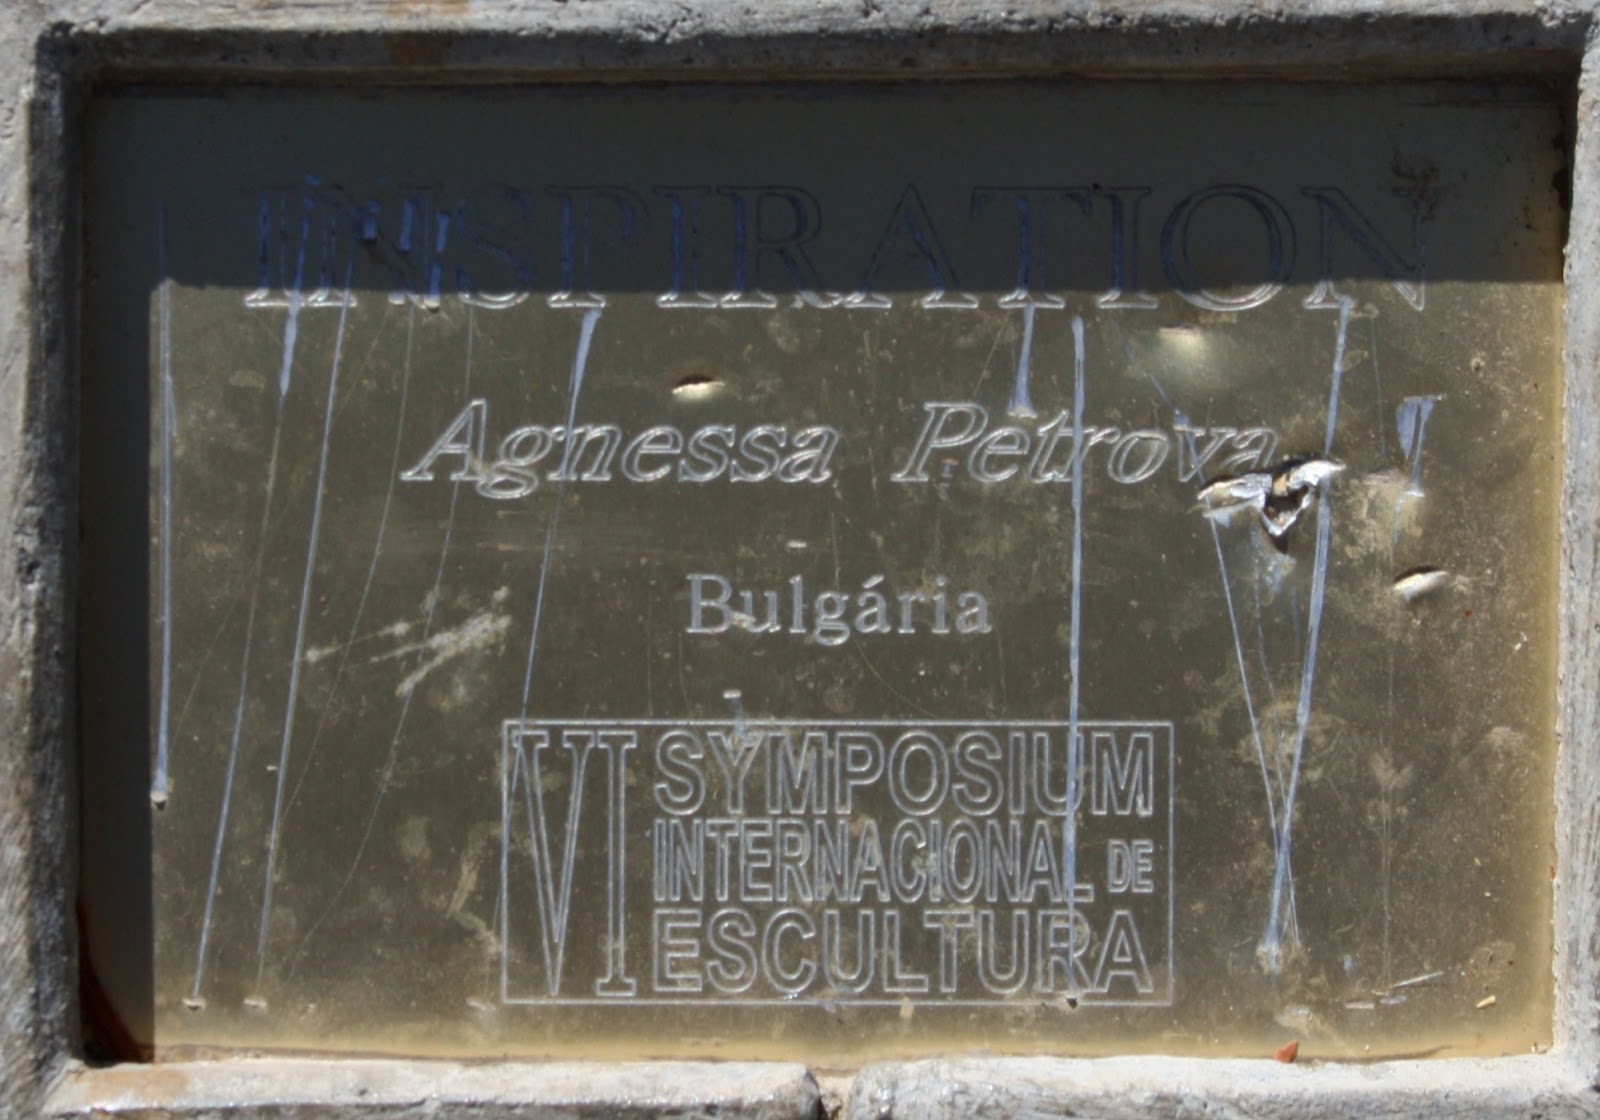 INSPIRATION
Agnessa Petrova
Bulgária
VI SYMPOSIUM
INTERNACIONAL DE
ESCULTURA